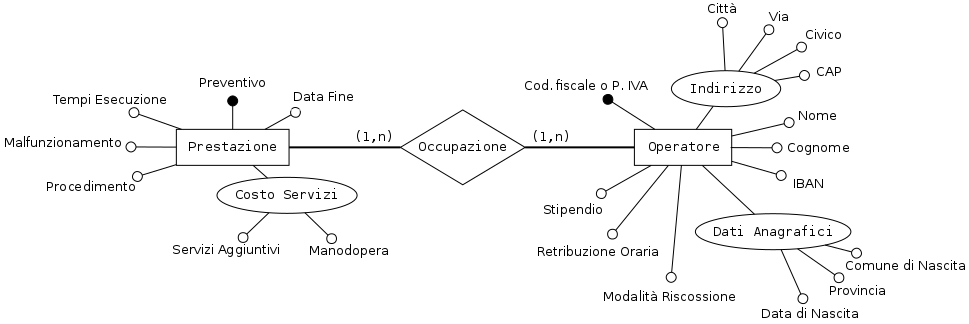 Città
Via
Civico
CAP
Indirizzo
Cod. fiscale o P. IVA
Preventivo
Data Fine
Tempi Esecuzione
Nome
Malfunzionamento
Prestazione
(1,n)
Occupazione
(1,n)
Operatore
Cognome
Procedimento
IBAN
Costo Servizi
Stipendio
Dati Anagrafici
Servizi Aggiuntivi
Manodopera
Retribuzione Oraria
Comune di Nascita
Modalità Riscossione
Provincia
Data di Nascita